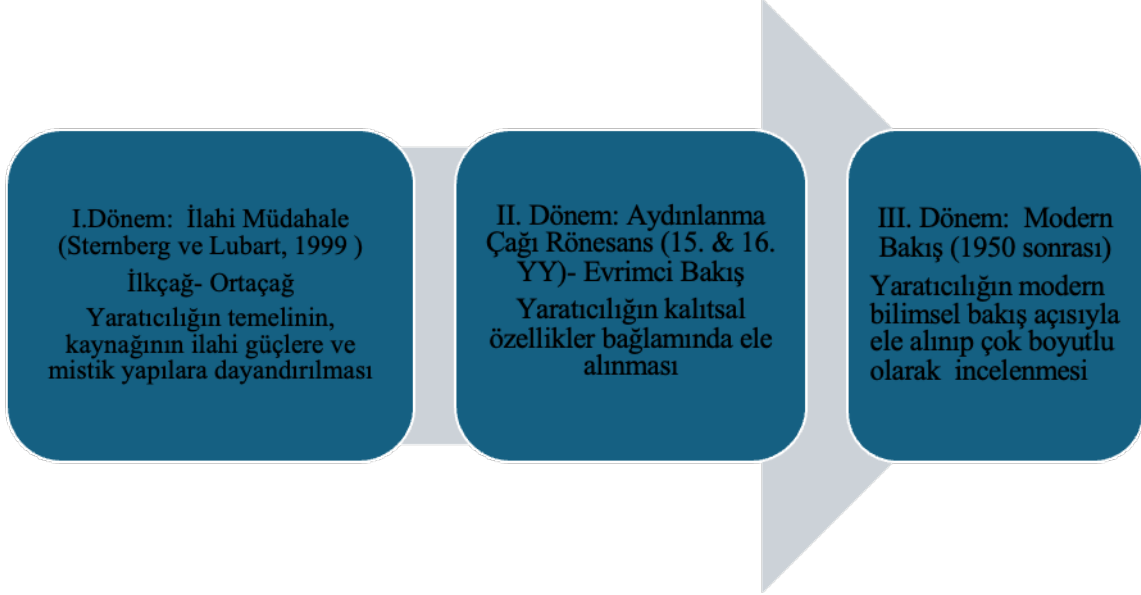 I.Dönem:  İlahi Müdahale
(Sternberg ve Lubart, 1999 )
İlkçağ- Ortaçağ
Yaratıcılığın temelinin,
kaynağının ilahi güçlere ve
mistik yapılara dayandırılması
II. Dönem: Aydınlanma
Çağı Rönesans (15. & 16.
YY)- Evrimci Bakış
Yaratıcılığın kalıtsal
özellikler bağlamında ele
alınması
III. Dönem:  Modern
Bakış (1950 sonrası)
Yaratıcılığın modern
bilimsel bakış açısıyla
ele alınıp çok boyutlu
olarak  incelenmesi